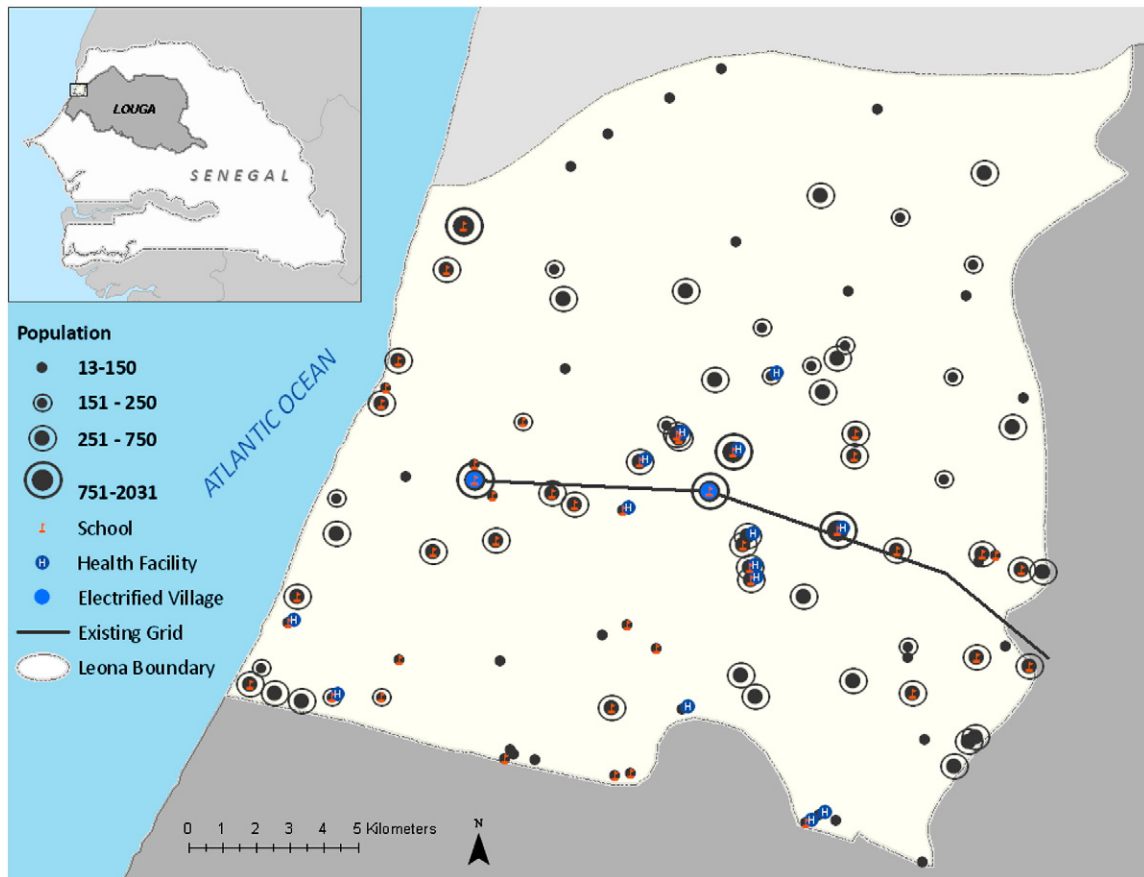 LOUGA
SENEGAL
Population
13-150
151 - 250
251 - 750
751-2031
School
H Health Facility
Electrified Village
Existing Grid
Leona Boundary
ATLANTIC OCEAN
H
H
H
H
H
H
H
H
H
H
H
H
H
H
0 1 2 3 4 5 Kilometers
N